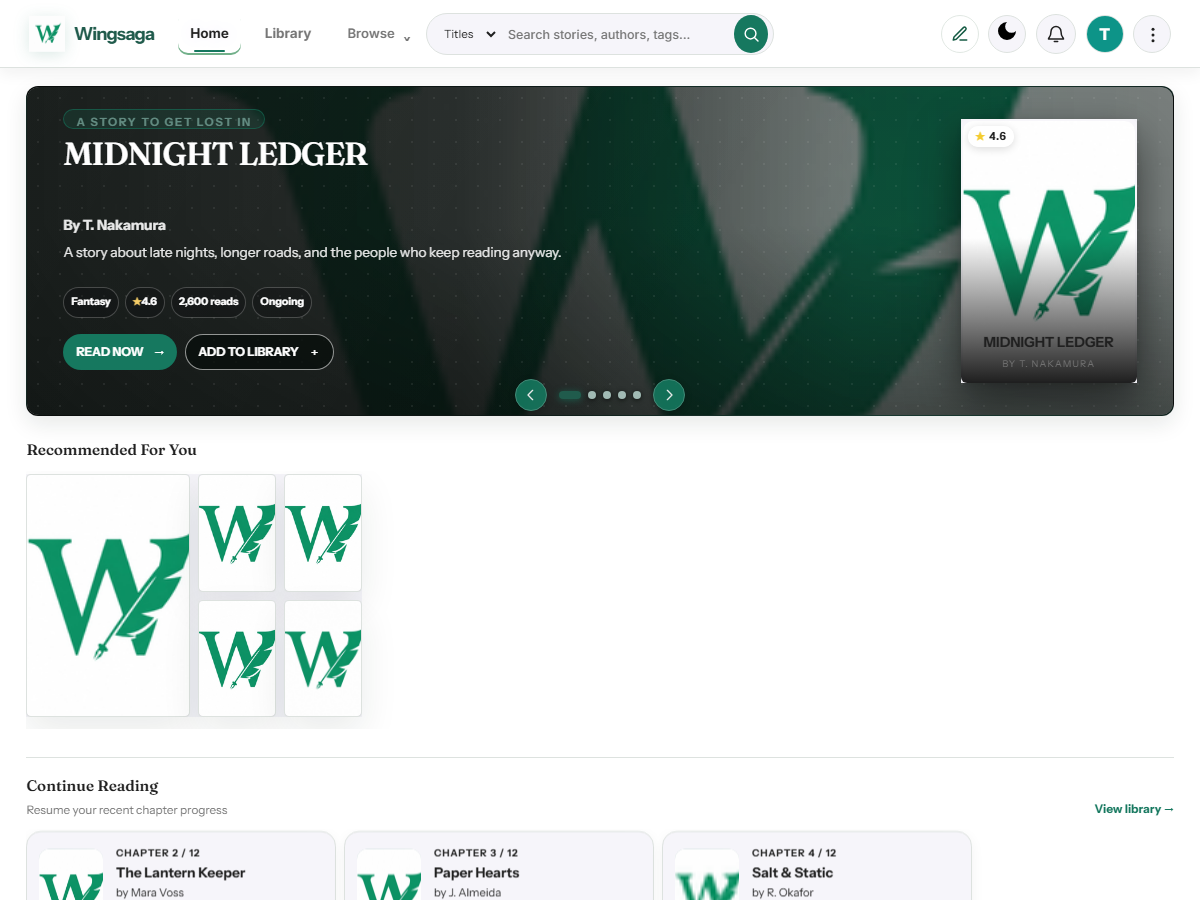 Wingsaga
Home
Library
Browse
Titles
Search stories, authors, tags...
T
A STORY TO GET LOST IN
MIDNIGHT LEDGER
By T. Nakamura
A story about late nights, longer roads, and the people who keep reading anyway.
Fantasy
★4.6
2,600 reads
Ongoing
READ NOW →
ADD TO LIBRARY +
★ 4.6
MIDNIGHT LEDGER
BY T. NAKAMURA
Recommended For You
Continue Reading
Resume your recent chapter progress
View library →
CHAPTER 2 / 12
The Lantern Keeper
by Mara Voss
CHAPTER 3 / 12
Paper Hearts
by J. Almeida
CHAPTER 4 / 12
Salt & Static
by R. Okafor